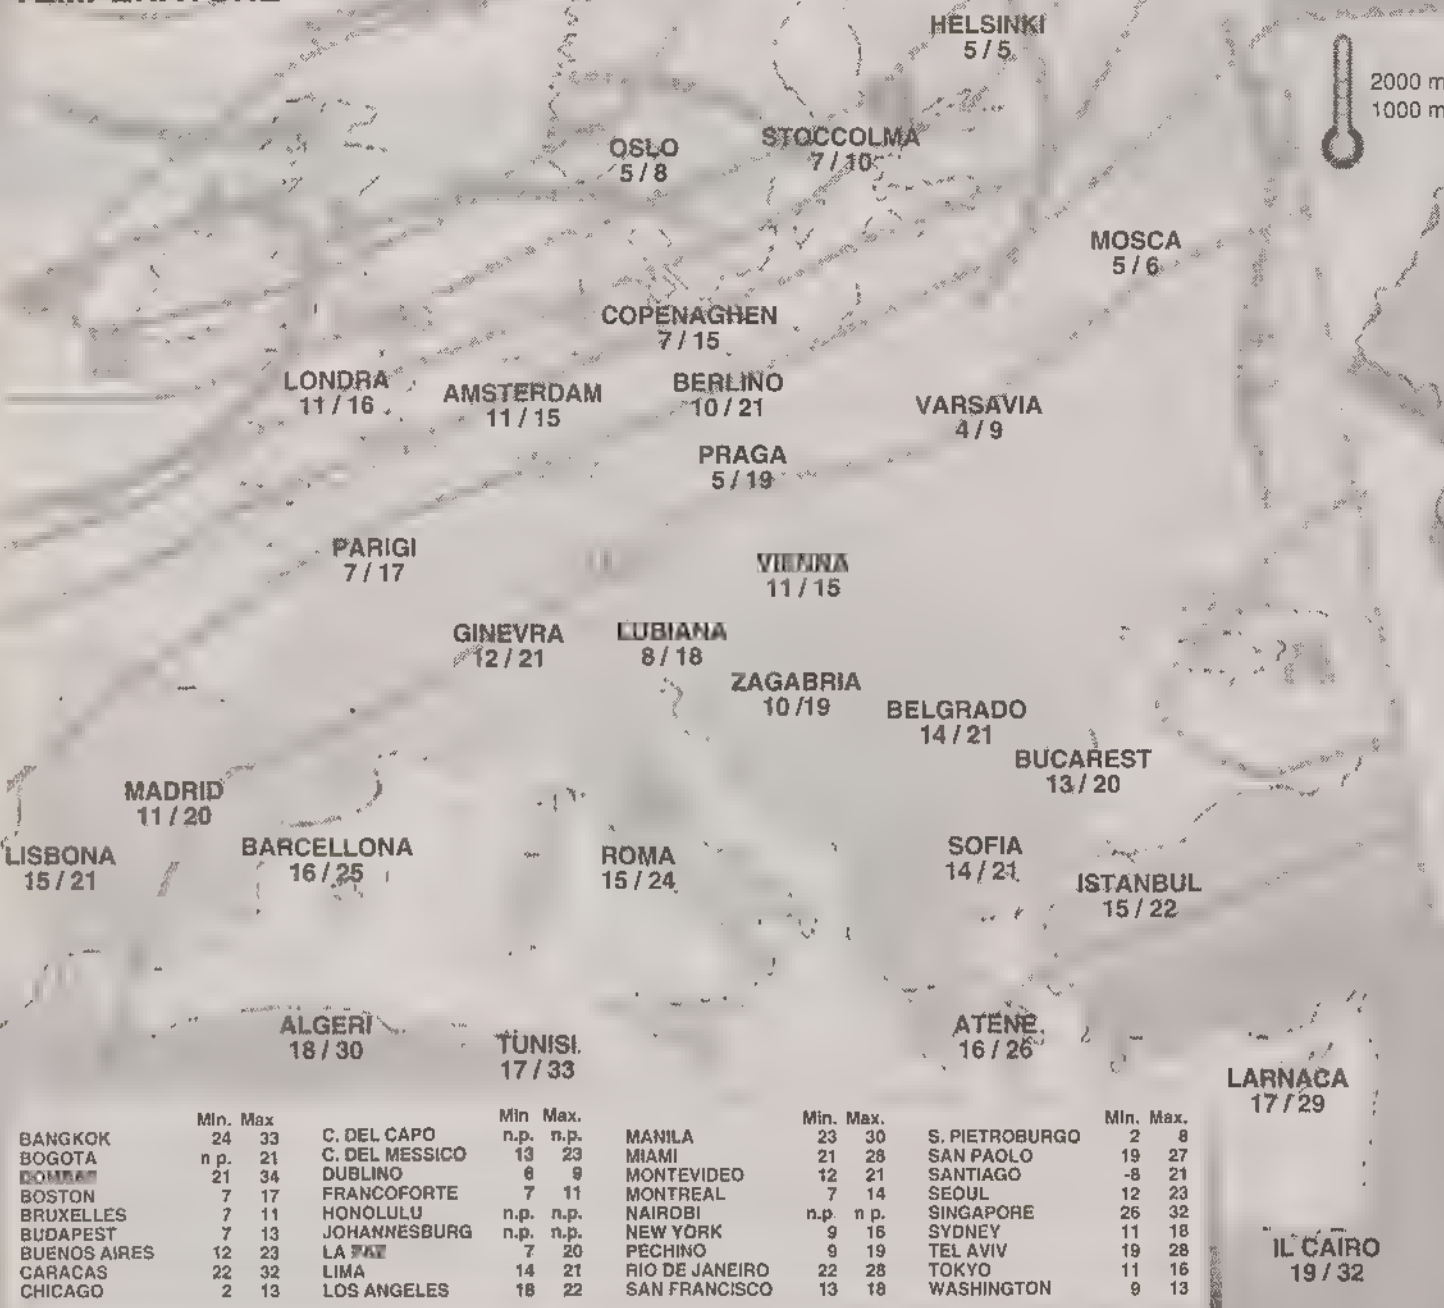 HELSINKI
5 / 5
2000 m
1000 m
OSLO
5 / 8
STOCCOLMA
7 / 10
MOSCA
5 / 6
COPENAGHEN
7 / 15
LONDRA
11 / 16
AMSTERDAM
11 / 15
BERLINO
10 / 21
VARSAVIA
4 / 9
PRAGA
5 / 19
PARIGI
7 / 17
VIENNA
11 / 15
GINEVRA
12 / 21
LUBIANA
8 / 18
ZAGABRIA
10 /19
BELGRADO
14 / 21
BUCAREST
13 / 20
MADRID
11 / 20
LISBONA
15 / 21
BARCELLONA
16 / 25
ROMA
15 / 24
SOFIA
14 / 21
ISTANBUL
15 / 22
ALGERI
18 / 30
TUNISI
17 / 33
ATENE
16 / 26
LARNACA
17 / 29
IL CAIRO
19 / 32
Min. Max
BANGKOK 24 33
BOGOTA n p. 21
21 34
BOSTON 7 17
BRUXELLES 7 11
BUDAPEST 7 13
BUENOS AIRES 12 23
CARACAS 22 32
CHICAGO 2 13
Min Max.
C. DEL CAPO n.p. n.p.
C. DEL MESSICO 13 23
DUBLINO 6 9
FRANCOFORTE 7 11
HONOLULU n.p. n.p.
JOHANNESBURG n.p. n.p.
LA PAZ 7 20
LIMA 14 21
LOS ANGELES 18 22
Min. Max.
MANILA 23 30
MIAMI 21 28
MONTEVIDEO 12 21
MONTREAL 7 14
NAIROBI n.p. n p.
NEW YORK 9 16
PECHINO 9 19
RIO DE JANEIRO 22 28
SAN FRANCISCO 13 18
Min. Max.
S. PIETROBURGO 2 8
SAN PAOLO 19 27
SANTIAGO -8 21
SEOUL 12 23
SINGAPORE 26 32
SYDNEY 11 18
TEL AVIV 19 28
TOKYO 11 16
WASHINGTON 9 13